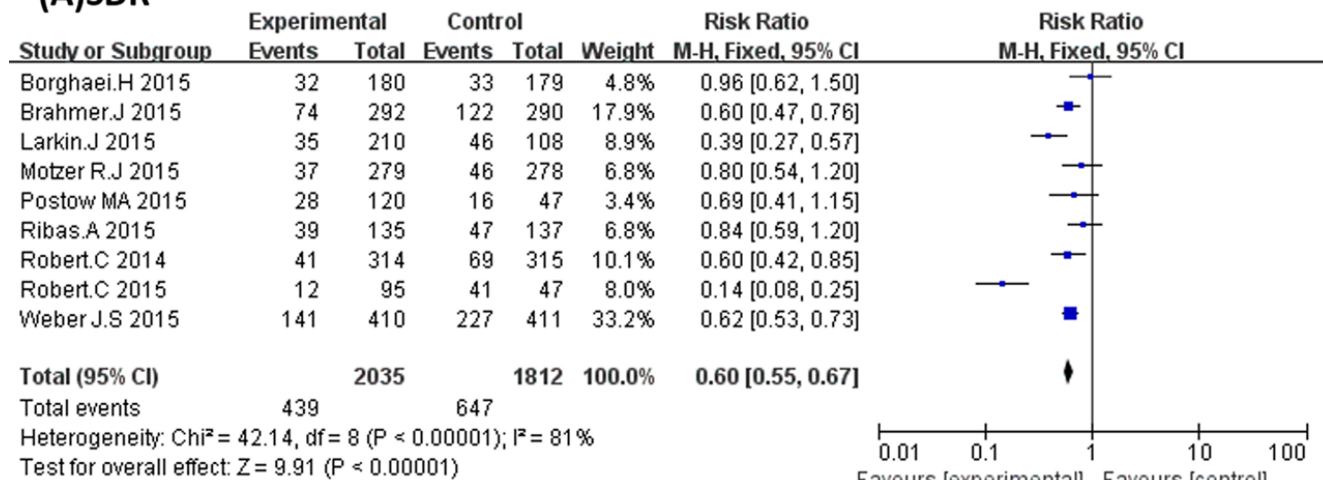 (A)SDR
Experimental Control Risk Ratio Risk Ratio
Study or Subgroup Events Total Events Total Weight M-H, Fixed, 95% CI M-H, Fixed, 95% CI
Borghaei.H 2015 32 180 33 179 4.8% 0.96 [0.62, 1.50]
Brahmer.J 2015 74 292 122 290 17.9% 0.60 [0.47, 0.76]
Larkin.J 2015 35 210 46 108 8.9% 0.39 [0.27, 0.57]
Motzer R.J 2015 37 279 46 278 6.8% 0.80 [0.54, 1.20]
Postow MA 2015 28 120 16 47 3.4% 0.69 [0.41, 1.15]
Ribas.A 2015 39 135 47 137 6.8% 0.84 [0.59, 1.20]
Robert.C 2014 41 314 69 315 10.1% 0.60 [0.42, 0.85]
Robert.C 2015 12 95 41 47 8.0% 0.14 [0.08, 0.25]
Weber J.S 2015 141 410 227 411 33.2% 0.62 [0.53, 0.73]
Total (95% CI) 2035 1812 100.0% 0.60 [0.55, 0.67]
Total events 439 647
Heterogeneity: Chi² = 42.14, df = 8 (P < 0.00001); I² = 81%
Test for overall effect: Z = 9.91 (P < 0.00001)
0.01 0.1 1 10 100
Favours [experimental] Favours [control]